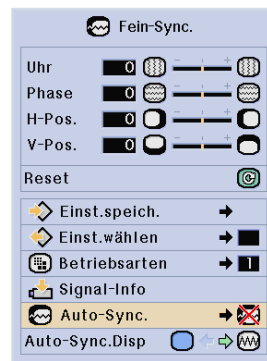 Fein-Sync.
Uhr 0 - +
Phase 0
H-Pos. 0 - +
V-Pos. 0
Reset
Einst.speich.
Einst.wählen
Betriebsarten 1
Signal-Info
Auto-Sync.
Auto-Sync.Disp